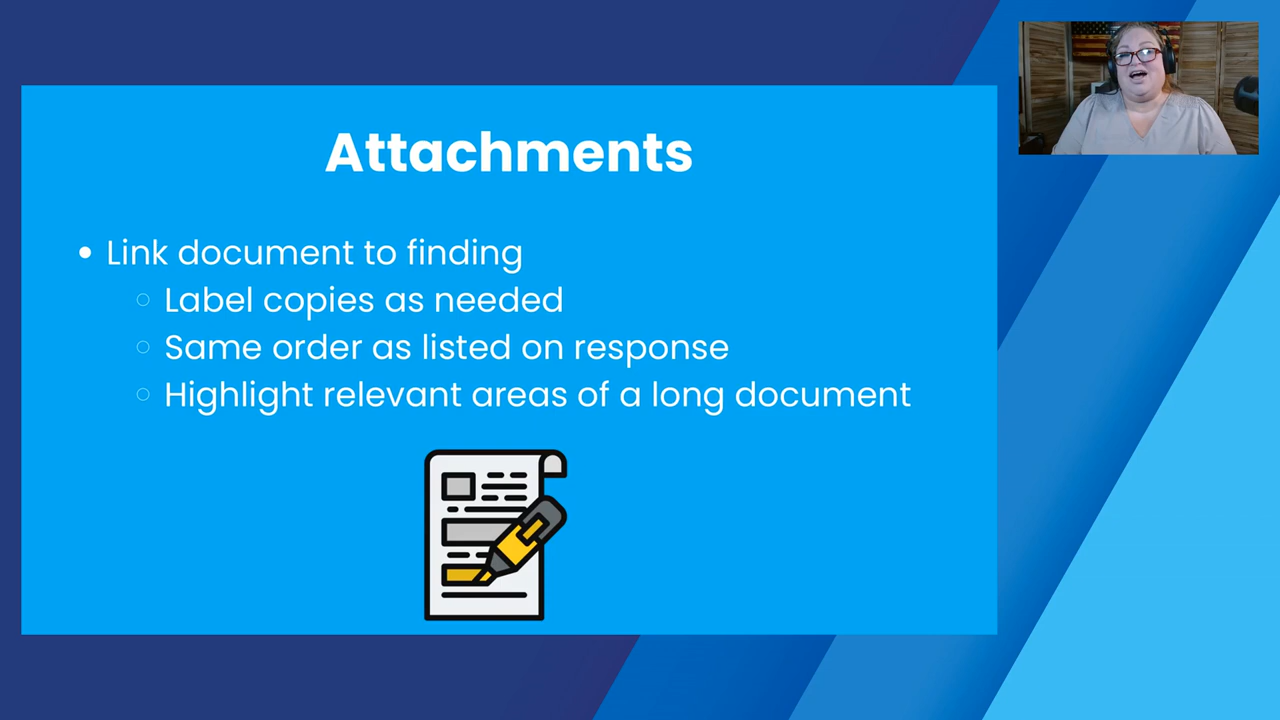 Attachments
Link document to finding
Label copies as needed
Same order as listed on response
Highlight relevant areas of a long document